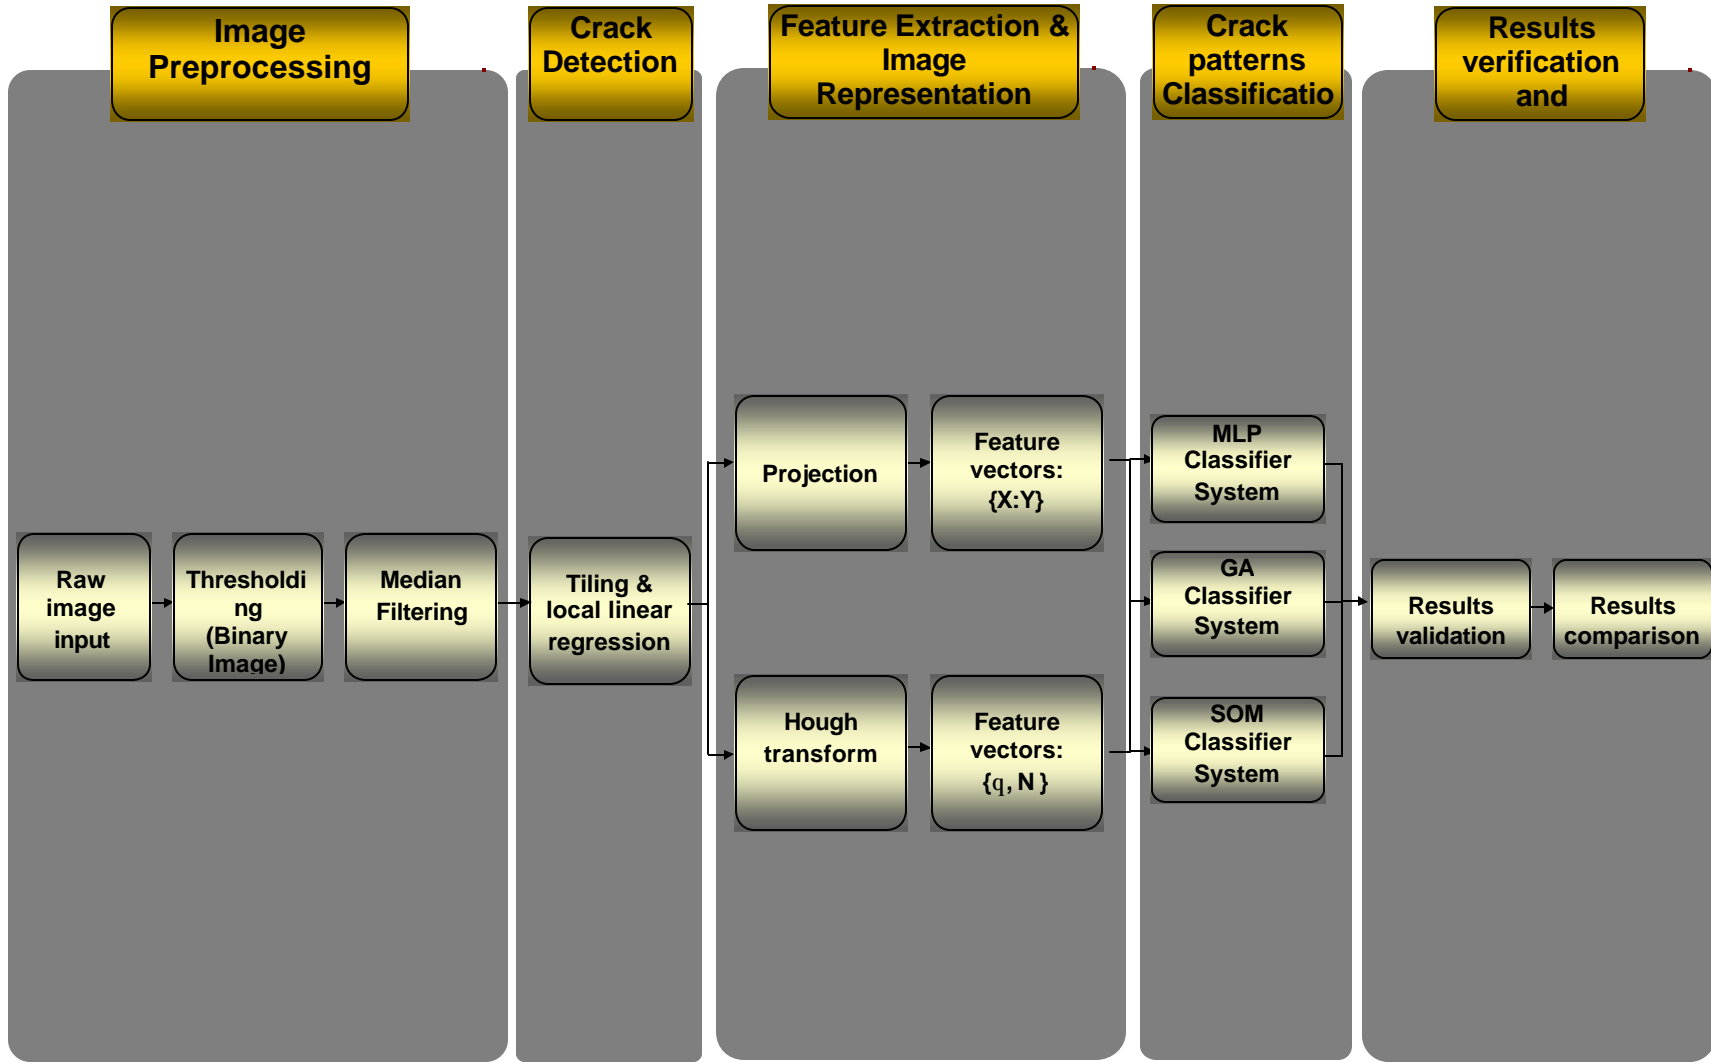 Image
Preprocessing
Crack
Detection
Feature Extraction &
Image
Representation
Crack
patterns
Classificatio
Results
verification
and
Raw
image
input
Thresholdi
ng
(Binary
Image)
Median
Filtering
Tiling &
local linear
regression
Projection
Feature
vectors:
{X:Y}
Hough
transform
Feature
vectors:
{q, N }
MLP
Classifier
System
GA
Classifier
System
SOM
Classifier
System
Results
validation
Results
comparison